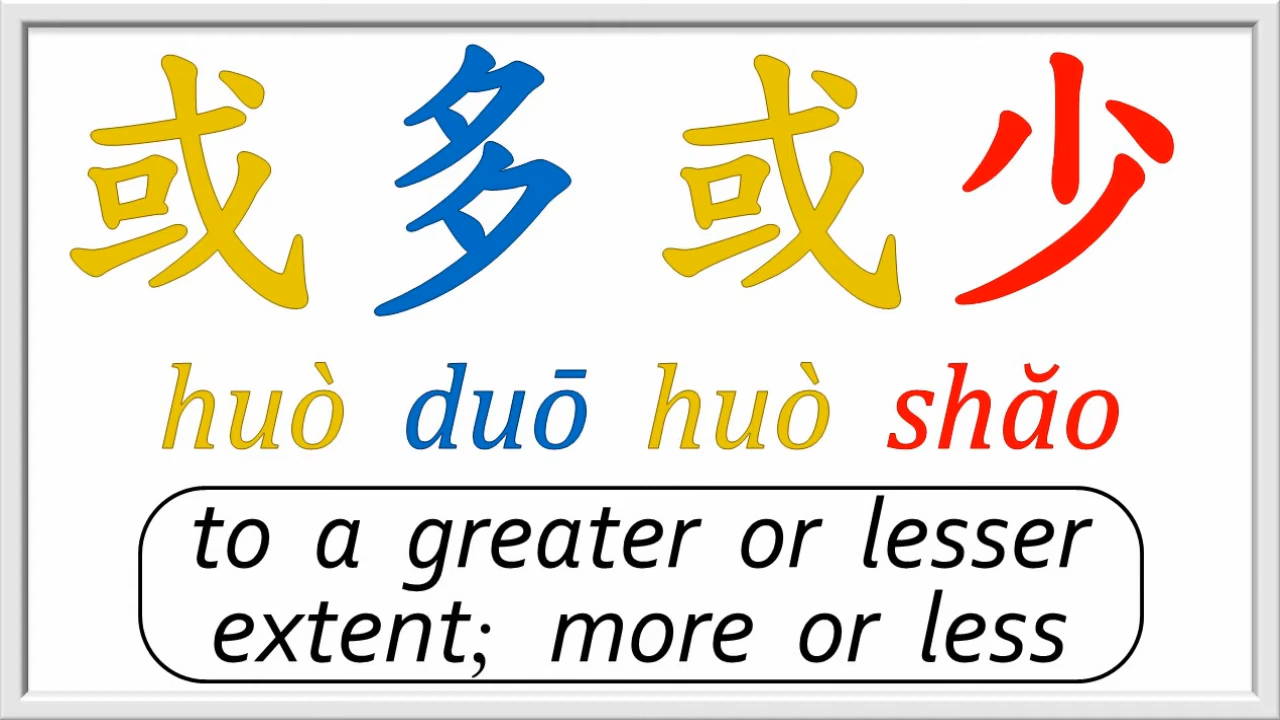 或多或少
huò duō huò shǎo
to a greater or lesser
extent; more or less